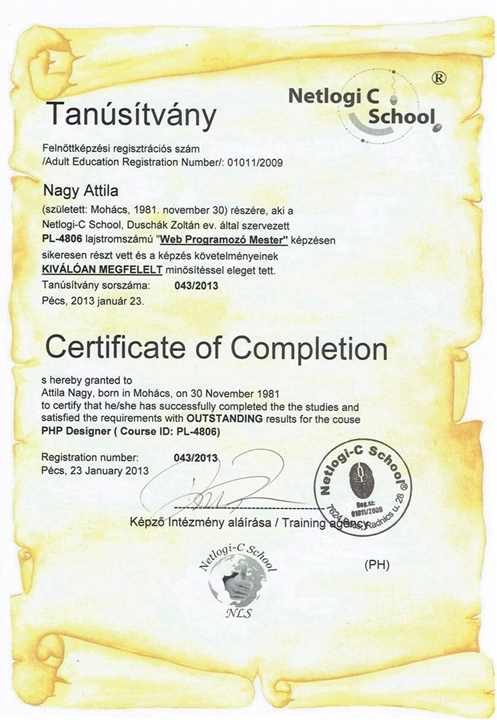 Netlogi C
School
®
Tanúsítvány
Felnőttképzési regisztrációs szám
/Adult Education Registration Number/: 01011/2009
Nagy Attila
(született: Mohács, 1981. november 30) részére, aki a
Netlogi-C School, Duschák Zoltán ev. által szervezett
PL-4806 lajstromszámú "Web Programozó Mester" képzésen
sikeresen részt vett és a képzés követelményeinek
KIVÁLÓAN MEGFELELT minősítéssel eleget tett.
Tanúsítvány sorszáma: 043/2013
Pécs, 2013 január 23.
Certificate of Completion
s hereby granted to
Attila Nagy, born in Mohács, on 30 November 1981
to certify that he/she has successfully completed the the studies and
satisfied the requirements with OUTSTANDING results for the couse
PHP Designer ( Course ID: PL-4806)
Registration number: 043/2013
Pécs, 23 January 2013
Netlogi-C School®
Reg.sz:
01011/2009
7624 Pécs, Radnics u. 28
Képző Intézmény aláírása / Training agency
(PH)
Netlogi-C School
NLS